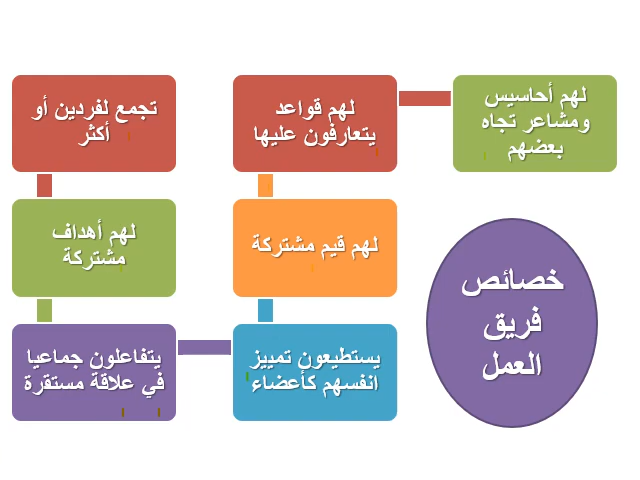 خصائص
فريق
العمل
تجمع لفردين أو
أكثر
لهم أهداف
مشتركة
يتفاعلون جماعيا
في علاقة مستقرة
يستطيعون تمييز
انفسهم كأعضاء
لهم قيم مشتركة
لهم قواعد
يتعارفون عليها
لهم أحاسيس
ومشاعر تجاه
بعضهم